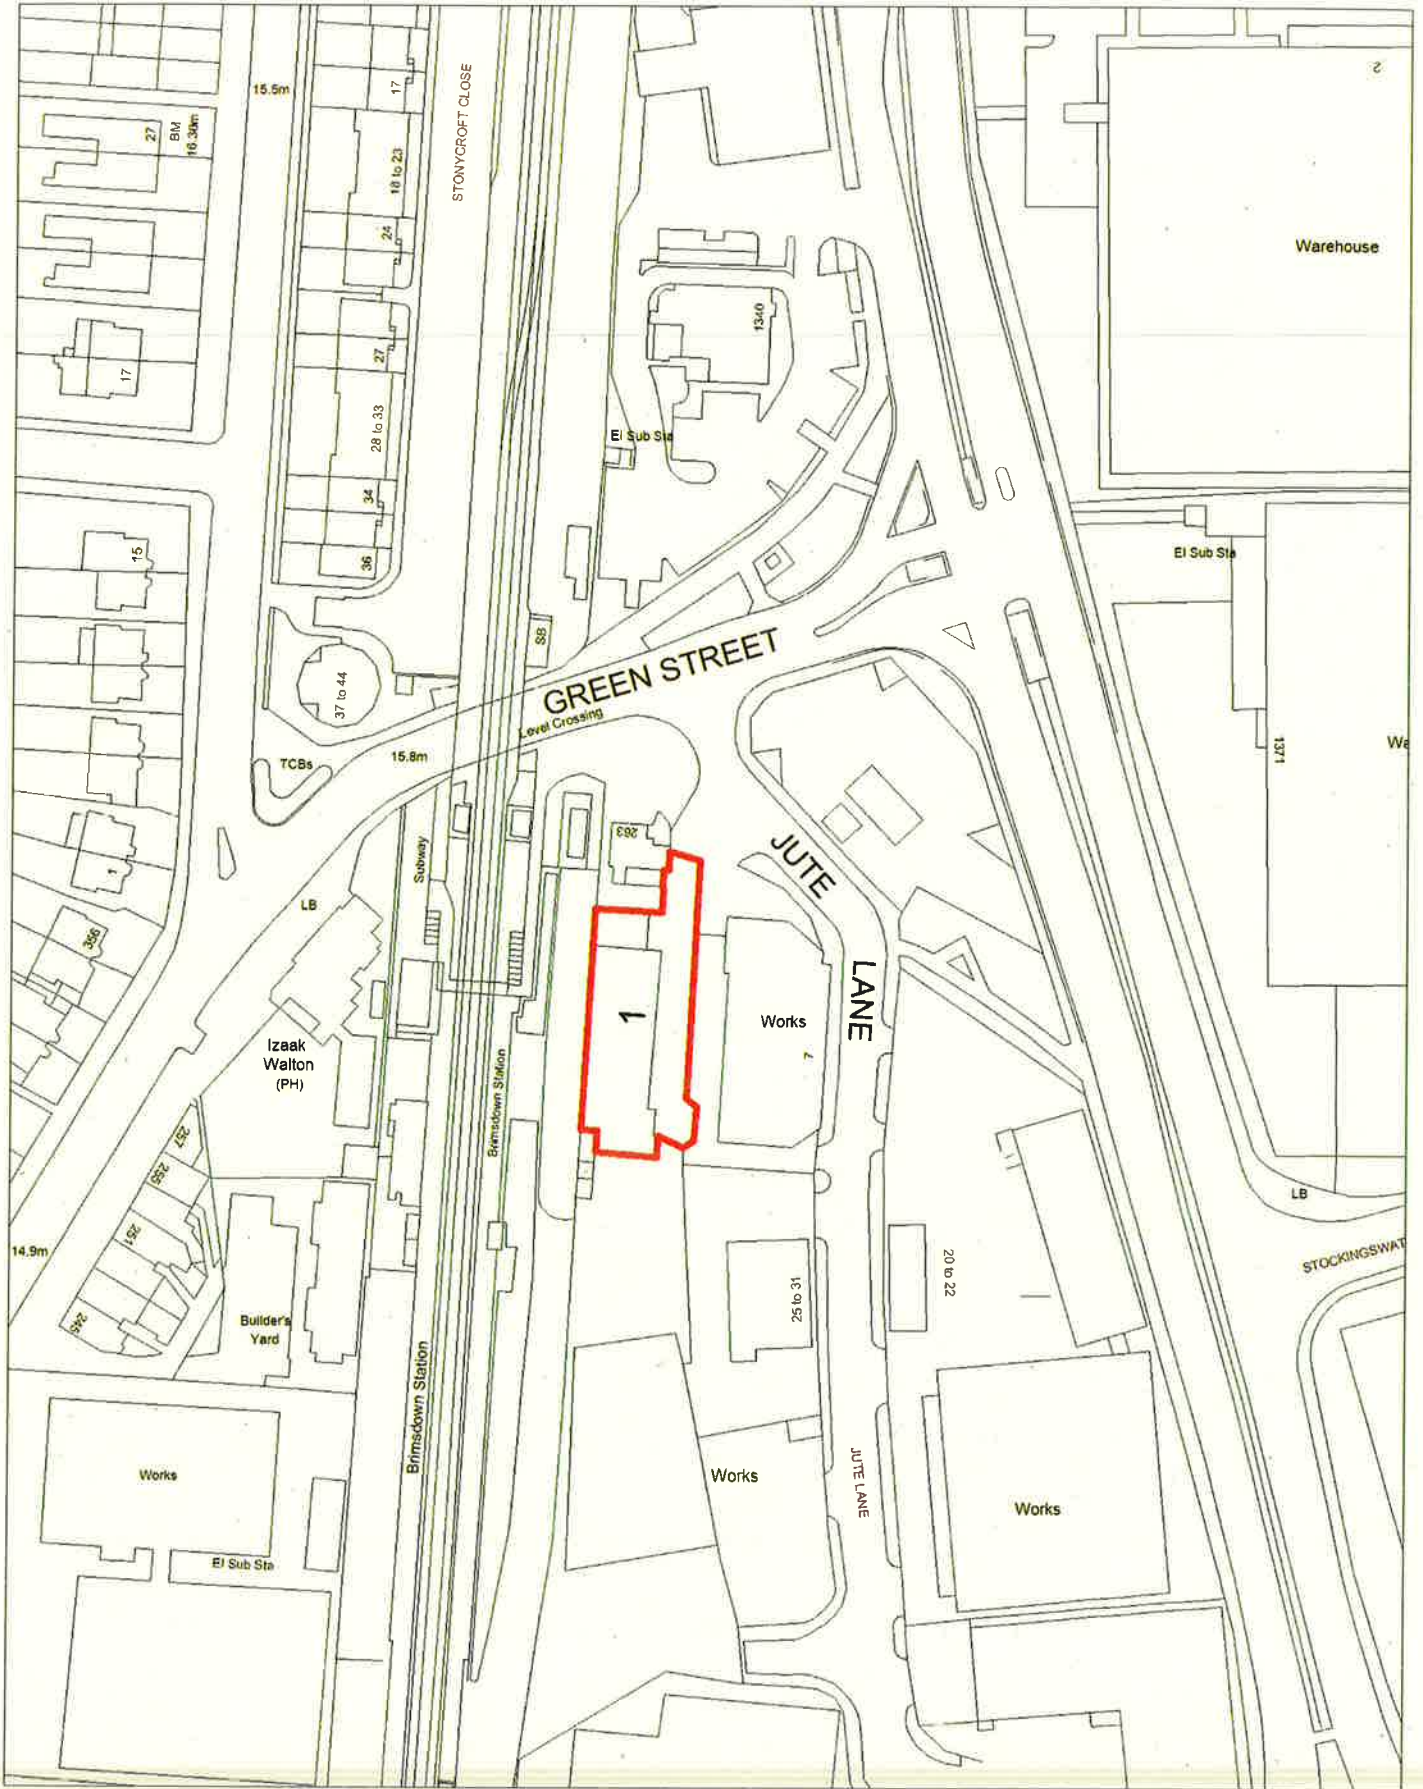 2
15.5m
17
STONYCROFT CLOSE
27
BM
16.30m
18 to 23
24
Warehouse
17
27
1340
28 to 33
El Sub Sta
34
15
36
El Sub Sta
SB
GREEN STREET
Level Crossing
37 to 44
15.8m
TCBs
1371
263
Subway
JUTE
1
LB
356
LANE
1
Works
7
Izaak
Walton
(PH)
Brimsdown Station
257
255
251
245
14.9m
LB
STOCKINGSWAT
20 to 22
25 to 31
Builder's
Yard
Brimsdown Station
Works
Works
JUTE LANE
Works
El Sub Sta